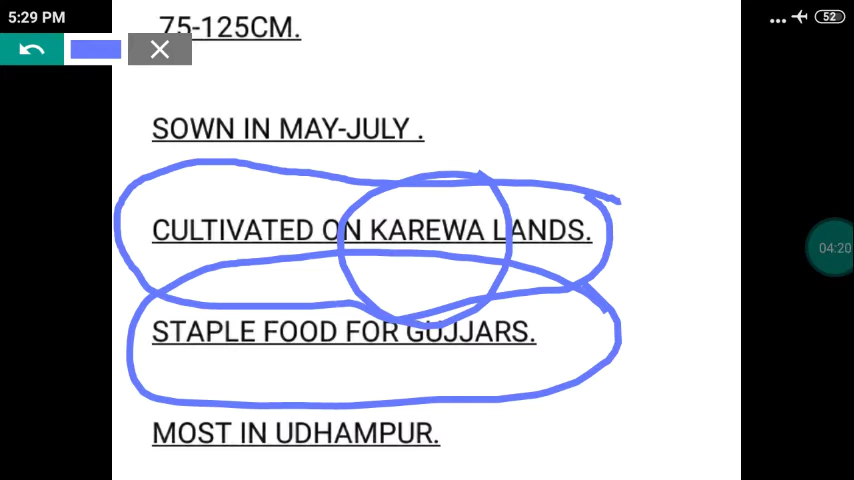 5:29 PM
52
75-125CM.
SOWN IN MAY-JULY .
CULTIVATED ON KAREWA LANDS.
04:20
STAPLE FOOD FOR GUJJARS.
MOST IN UDHAMPUR.